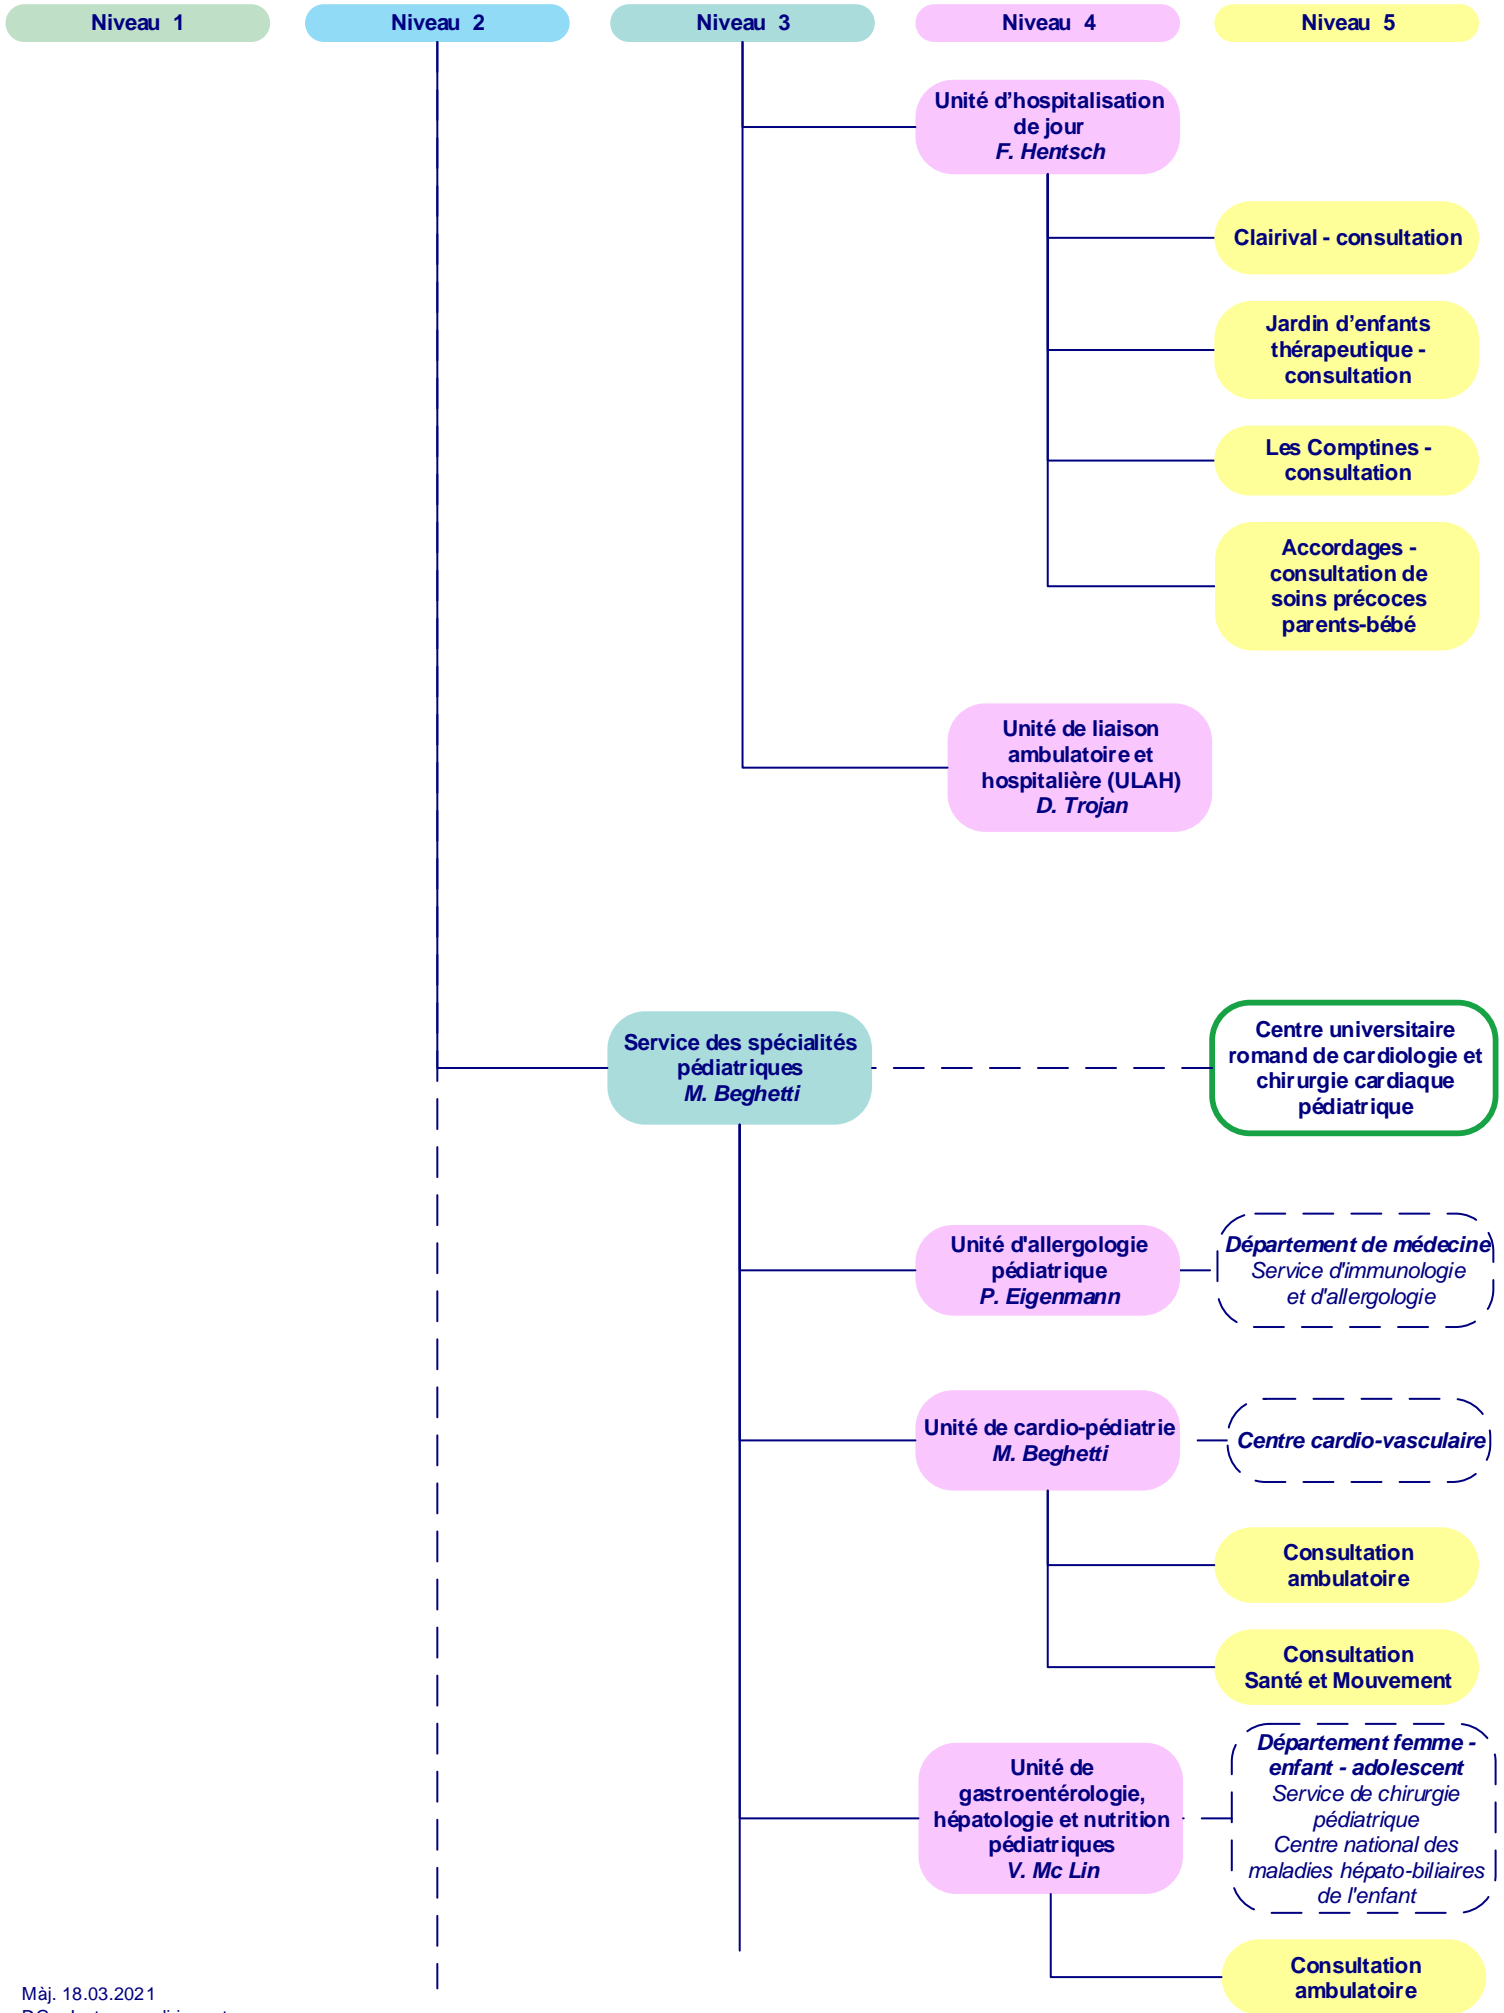 Niveau 1
Niveau 2
Niveau 3
Niveau 4
Niveau 5
Unité d’hospitalisation
de jour
F. Hentsch
Clairival - consultation
Jardin d’enfants
thérapeutique -
consultation
Les Comptines -
consultation
Accordages -
consultation de
soins précoces
parents-bébé
Unité de liaison
ambulatoire et
hospitalière (ULAH)
D. Trojan
Service des spécialités
pédiatriques
M. Beghetti
Centre universitaire
romand de cardiologie et
chirurgie cardiaque
pédiatrique
Unité d'allergologie
pédiatrique
P. Eigenmann
Département de médecine
Service d'immunologie
et d'allergologie
Unité de cardio-pédiatrie
M. Beghetti
Centre cardio-vasculaire
Consultation
ambulatoire
Consultation
Santé et Mouvement
Unité de
gastroentérologie,
hépatologie et nutrition
pédiatriques
V. Mc Lin
Département femme -
enfant - adolescent
Service de chirurgie
pédiatrique
Centre national des
maladies hépato-biliaires
de l'enfant
Consultation
ambulatoire
Màj. 18.03.2021